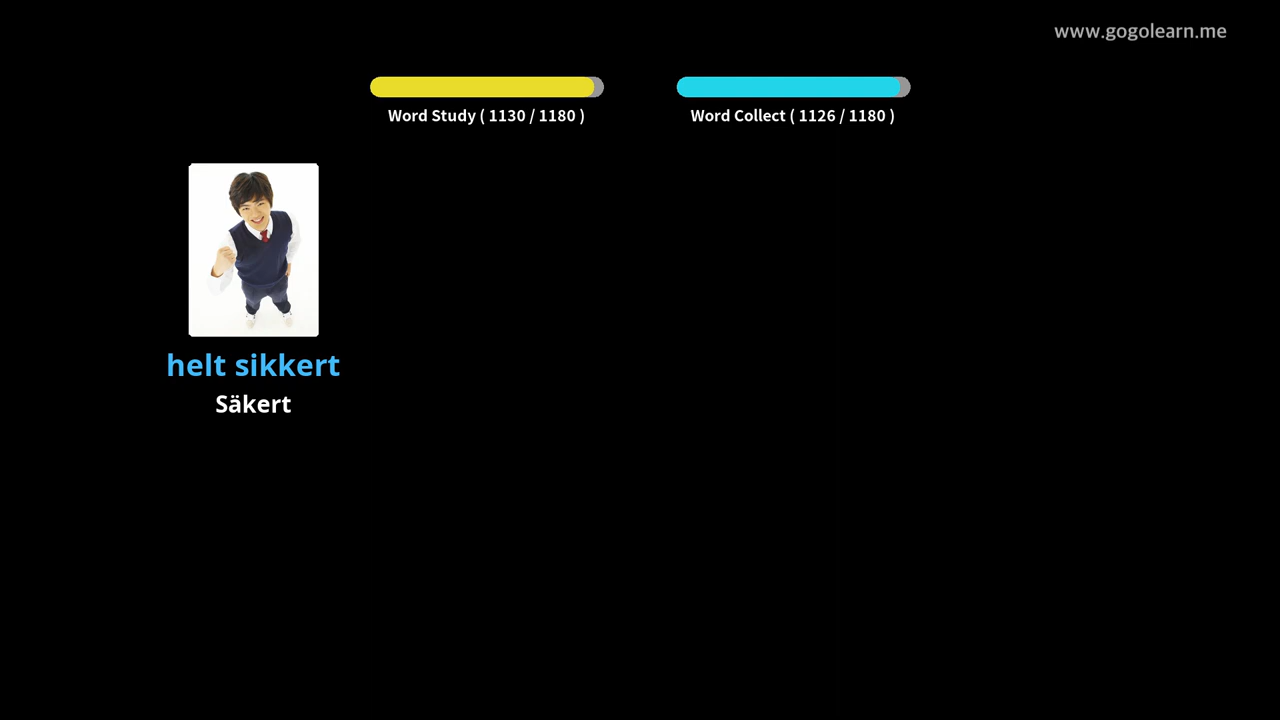 www.gogolearn.me
Word Study ( 1130 / 1180 )
Word Collect ( 1126 / 1180 )
helt sikkert
Säkert